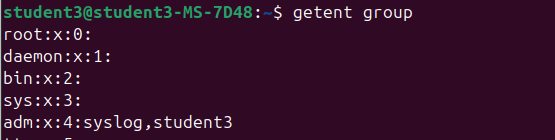 student3@student3-MS-7D48:~$ getent group
root:x:0:
daemon:x:1:
bin:x:2:
sys:x:3:
adm:x:4:syslog,student3